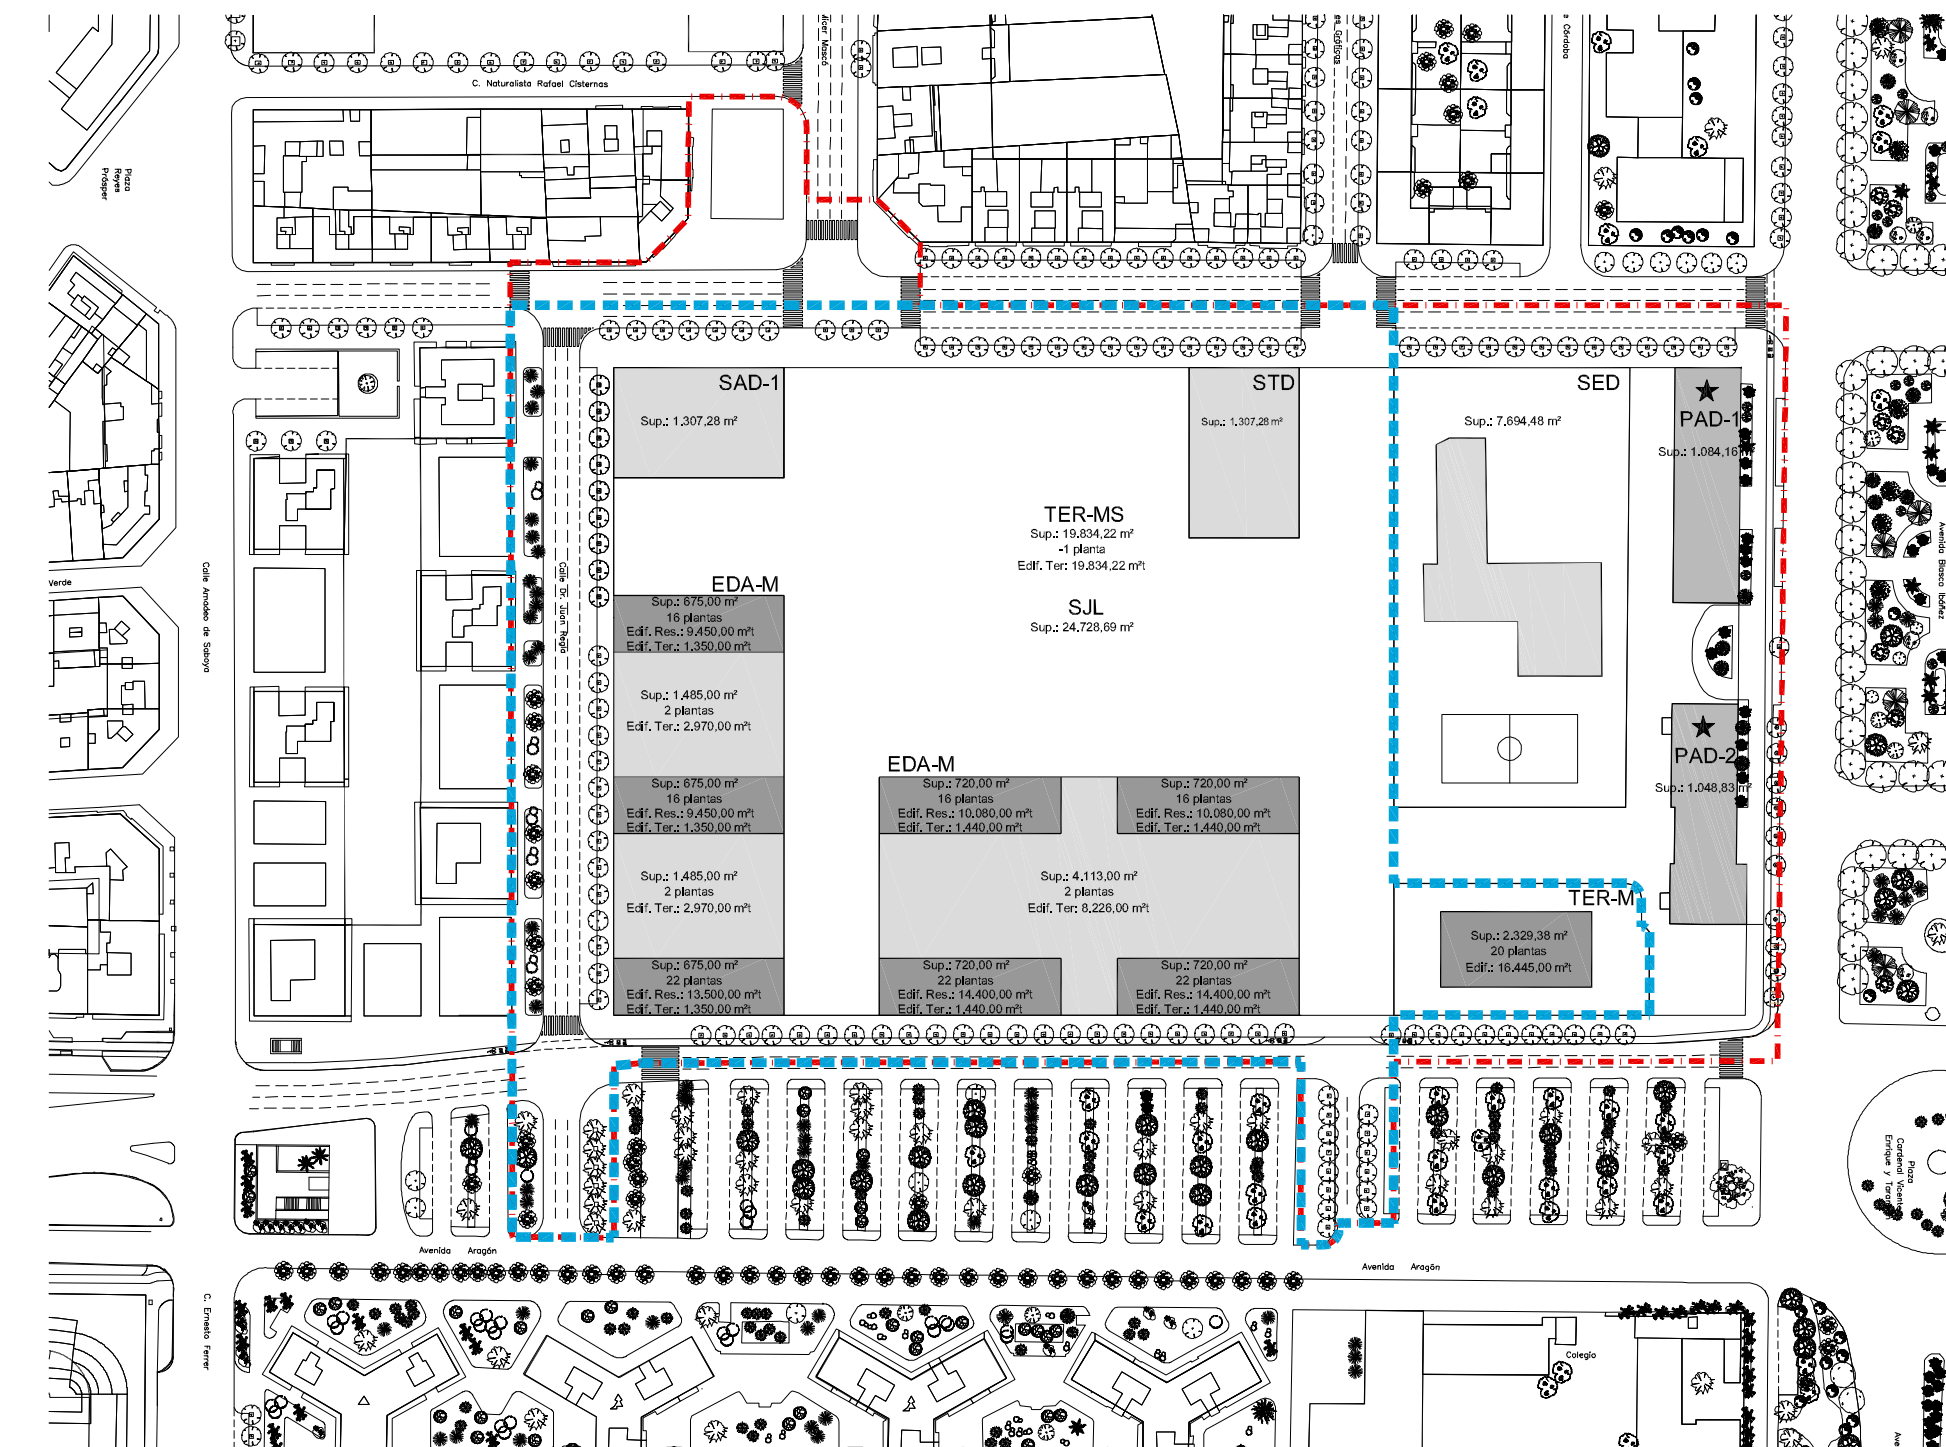 Micer Mascó
C. Naturalista Rafael Cisternas
es Gráficas
Córdoba
Plaza
Reyes
Prósper
SAD-1
Sup.: 1.307,28 m²
STD
Sup.: 1.307,28 m²
SED
Sup.: 7.694,48 m²
PAD-1
Sup.: 1.084,16 m²
TER-MS
Sup.: 19.834,22 m²
-1 planta
Edif. Ter: 19.834,22 m²t
SJL
Sup.: 24.728,69 m²
Avenida Blasco Ibáñez
Verde
Calle Amadeo de Saboya
Calle Dr. Juan Reglá
EDA-M
Sup.: 675,00 m²
16 plantas
Edif. Res.: 9.450,00 m²t
Edif. Ter.: 1.350,00 m²t
Sup.: 1.485,00 m²
2 plantas
Edif. Ter.: 2.970,00 m²t
Sup.: 675,00 m²
16 plantas
Edif. Res.: 9.450,00 m²t
Edif. Ter.: 1.350,00 m²t
Sup.: 1.485,00 m²
2 plantas
Edif. Ter.: 2.970,00 m²t
Sup.: 675,00 m²
22 plantas
Edif. Res.: 13.500,00 m²t
Edif. Ter.: 1.350,00 m²t
EDA-M
Sup.: 720,00 m²
16 plantas
Edif. Res.: 10.080,00 m²t
Edif. Ter.: 1.440,00 m²t
Sup.: 720,00 m²
16 plantas
Edif. Res.: 10.080,00 m²t
Edif. Ter.: 1.440,00 m²t
Sup.: 4.113,00 m²
2 plantas
Edif. Ter: 8.226,00 m²t
Sup.: 720,00 m²
22 plantas
Edif. Res.: 14.400,00 m²t
Edif. Ter.: 1.440,00 m²t
Sup.: 720,00 m²
22 plantas
Edif. Res.: 14.400,00 m²t
Edif. Ter.: 1.440,00 m²t
PAD-2
Sup.: 1.048,83 m²
TER-M
Sup.: 2.329,38 m²
20 plantas
Edif.: 16.445,00 m²t
Plaza
Cardenal Vicente
Enrique y Tarancón
Avenida Aragón
Avenida Aragón
C. Ernesto Ferrer
Colegio
Ave